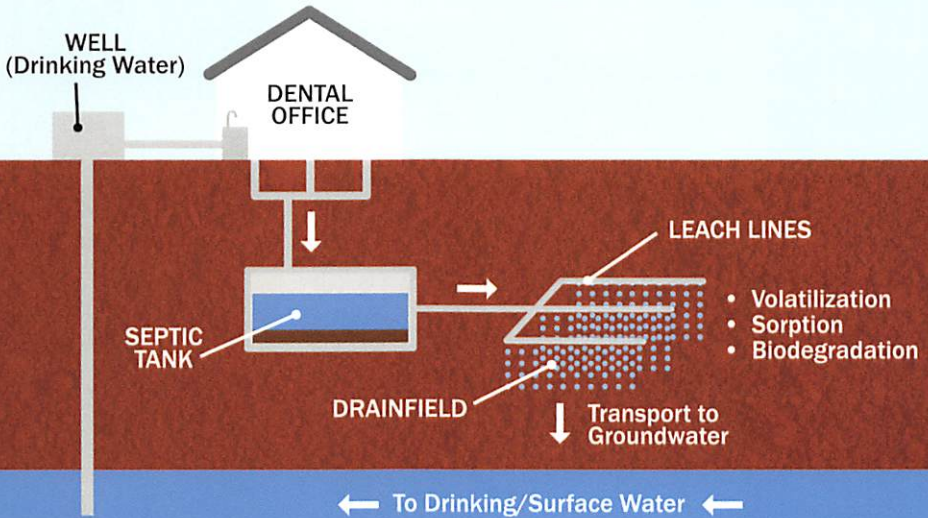 WELL
(Drinking Water)
DENTAL
OFFICE
LEACH LINES
• Volatilization
• Sorption
• Biodegradation
SEPTIC
TANK
DRAINFIELD
Transport to
Groundwater
To Drinking/Surface Water